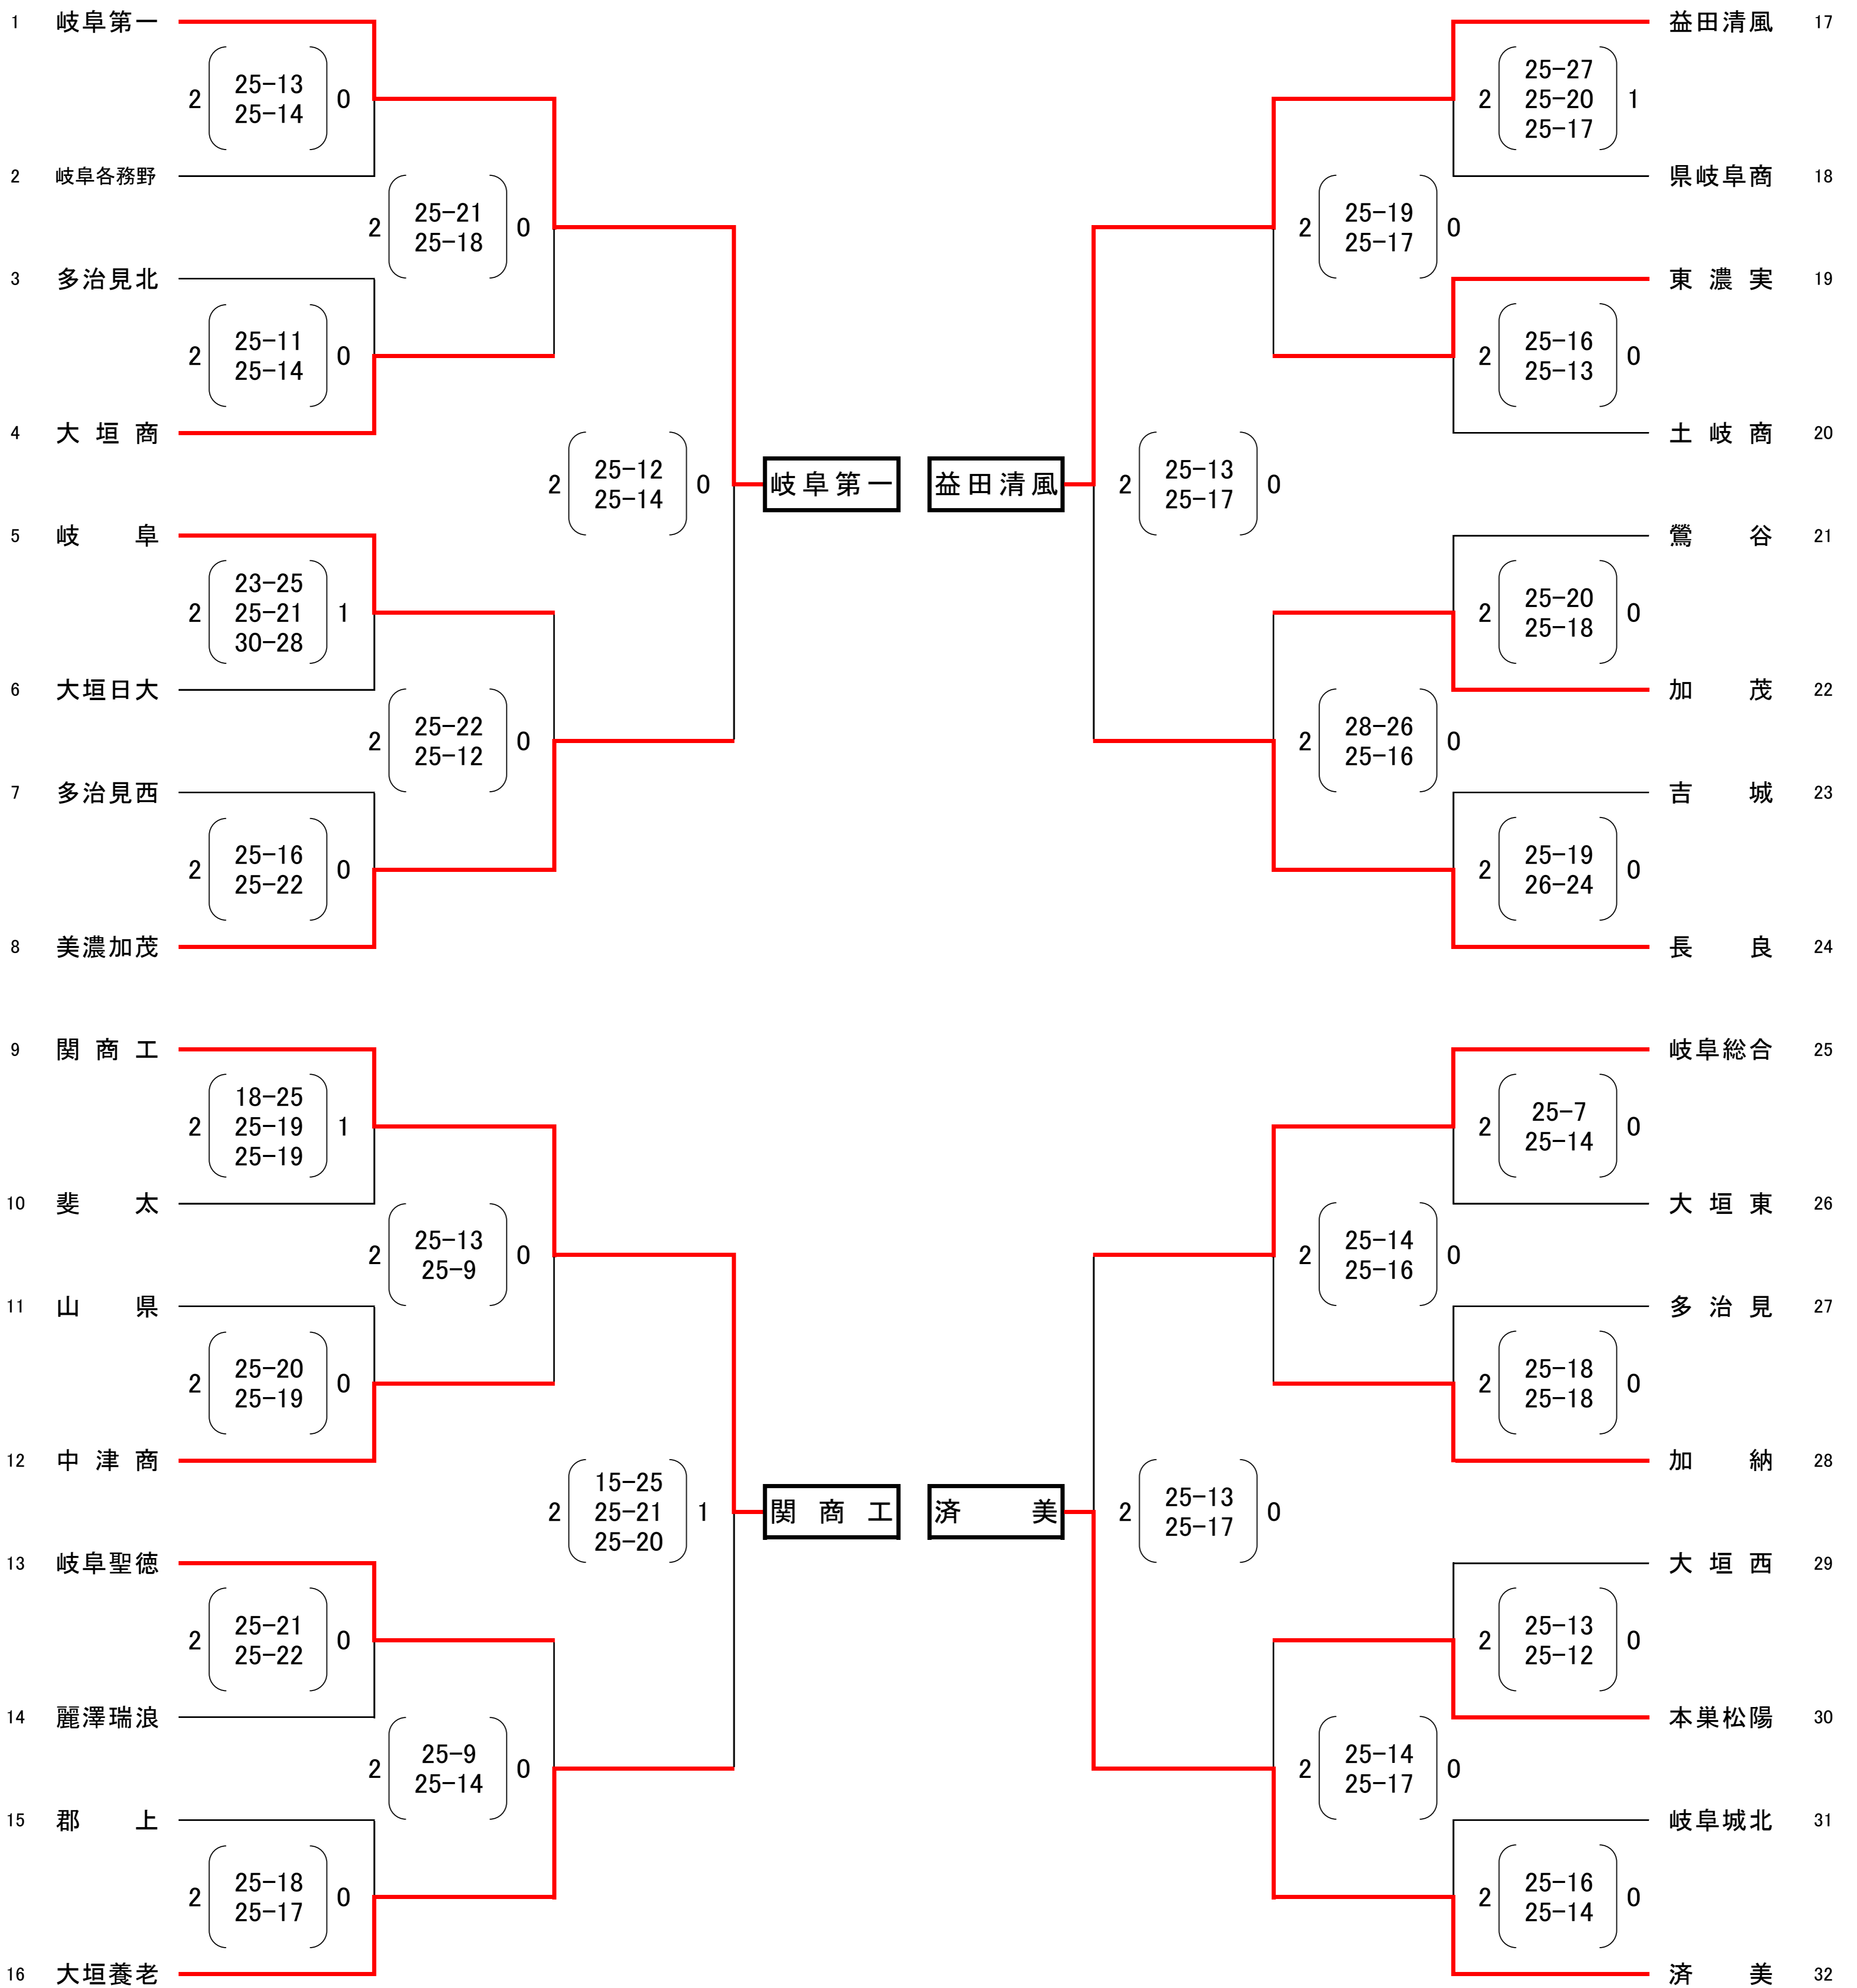 1 岐阜第一
2 25-13 0
25-14
2 岐阜各務野
2 25-21 0
25-18
3 多治見北
2 25-11 0
25-14
4 大垣商
2 25-12 0
25-14
岐阜第一
5 岐阜
2 23-25 1
25-21
30-28
6 大垣日大
2 25-22 0
25-12
7 多治見西
2 25-16 0
25-22
8 美濃加茂
9 関商工
2 18-25 1
25-19
25-19
10 斐太
2 25-13 0
25-9
11 山県
2 25-20 0
25-19
12 中津商
2 15-25 1
25-21
25-20
関商工
13 岐阜聖徳
2 25-21 0
25-22
14 麗澤瑞浪
2 25-9 0
25-14
15 郡上
2 25-18 0
25-17
16 大垣養老
益田清風 17
2 25-27 1
25-20
25-17
県岐阜商 18
2 25-19 0
25-17
東濃実 19
2 25-16 0
25-13
土岐商 20
益田清風
2 25-13 0
25-17
鶯谷 21
2 25-20 0
25-18
加茂 22
2 28-26 0
25-16
吉城 23
2 25-19 0
26-24
長良 24
岐阜総合 25
2 25-7 0
25-14
大垣東 26
2 25-14 0
25-16
多治見 27
2 25-18 0
25-18
加納 28
済美
2 25-13 0
25-17
大垣西 29
2 25-13 0
25-12
本巣松陽 30
2 25-14 0
25-17
岐阜城北 31
2 25-16 0
25-14
済美 32